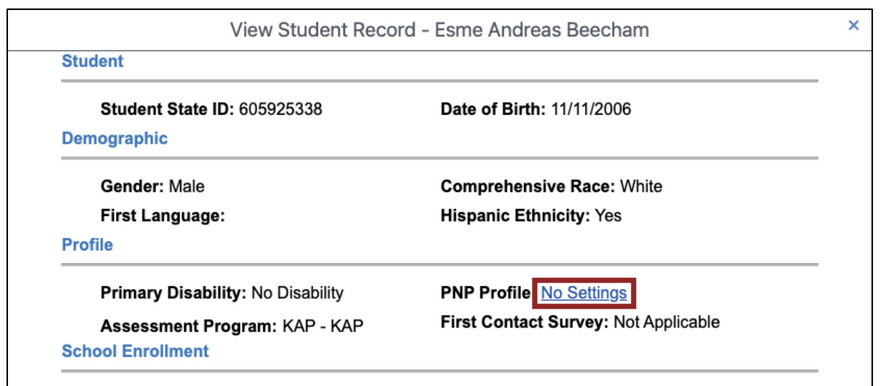 View Student Record - Esme Andreas Beecham ×
Student
Student State ID: 605925338 Date of Birth: 11/11/2006
Demographic
Gender: Male Comprehensive Race: White
First Language: Hispanic Ethnicity: Yes
Profile
Primary Disability: No Disability PNP Profile No Settings
Assessment Program: KAP - KAP First Contact Survey: Not Applicable
School Enrollment